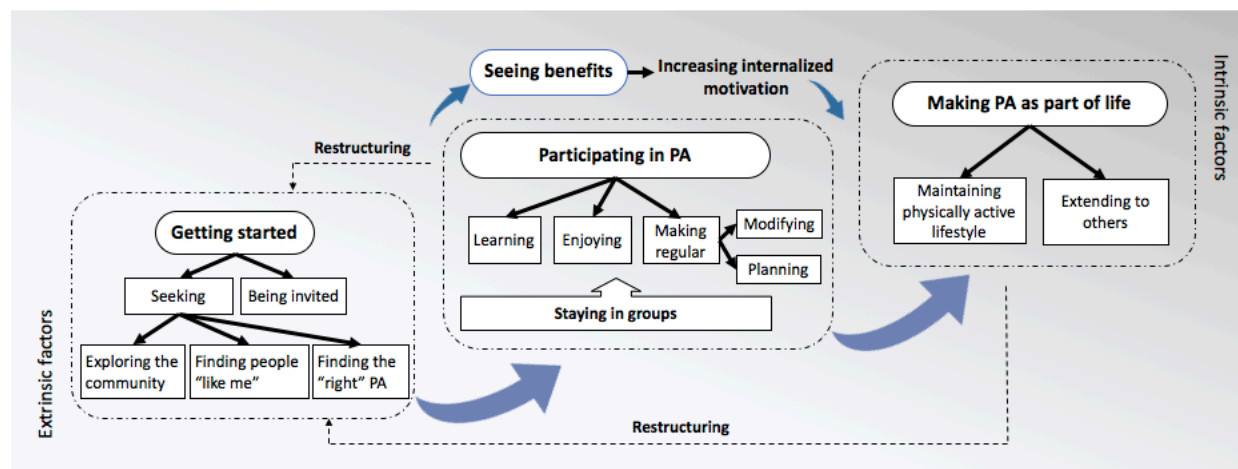 Seeing benefits
Increasing internalized
motivation
Making PA as part of life
Intrinsic factors
Restructuring
Participating in PA
Maintaining
physically active
lifestyle
Extending to
others
Getting started
Learning
Enjoying
Making
regular
Modifying
Planning
Seeking
Being invited
Staying in groups
Exploring the
community
Finding people
“like me”
Finding the
“right” PA
Extrinsic factors
Restructuring